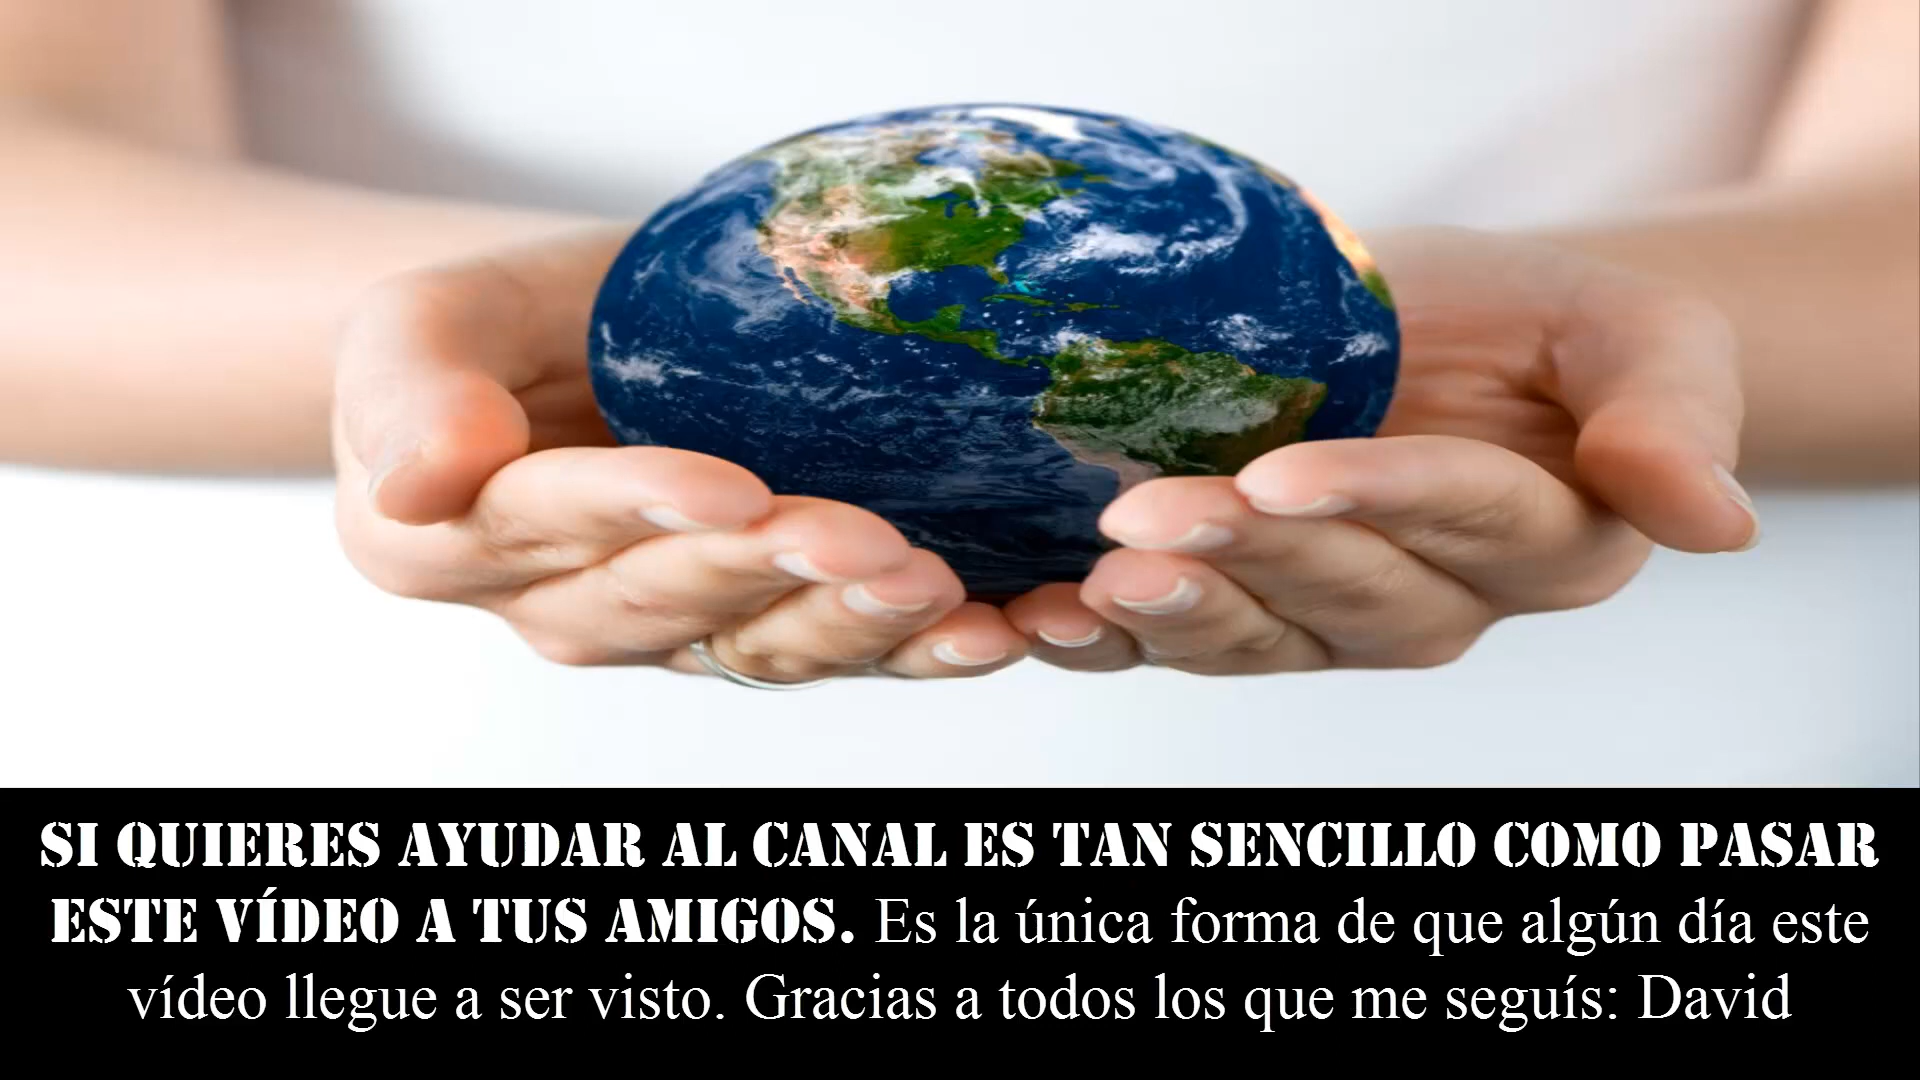 SI QUIERES AYUDAR AL CANAL ES TAN SENCILLO COMO PASAR
ESTE VÍDEO A TUS AMIGOS. Es la única forma de que algún día este
vídeo llegue a ser visto. Gracias a todos los que me seguís: David